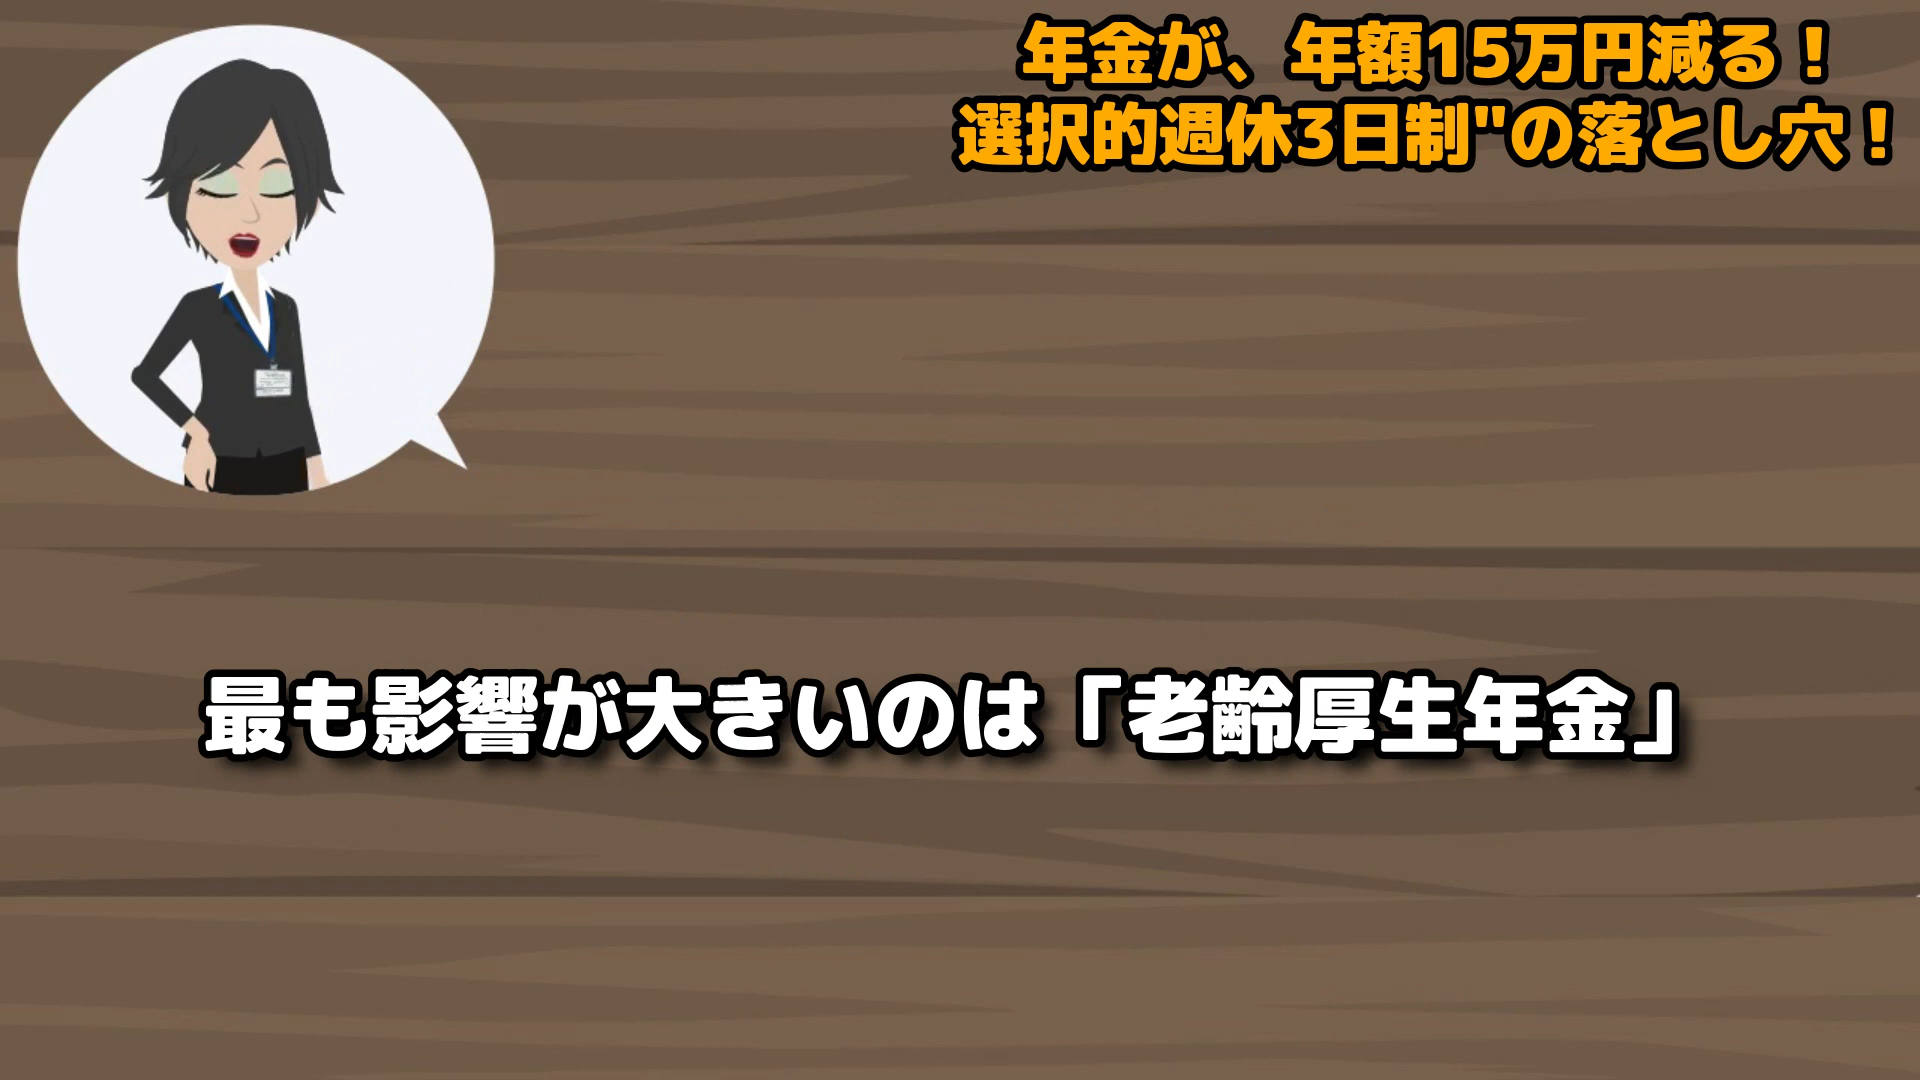 年金が、年額15万円減る！
選択的週休3日制"の落とし穴！
最も影響が大きいのは「老齢厚生年金」